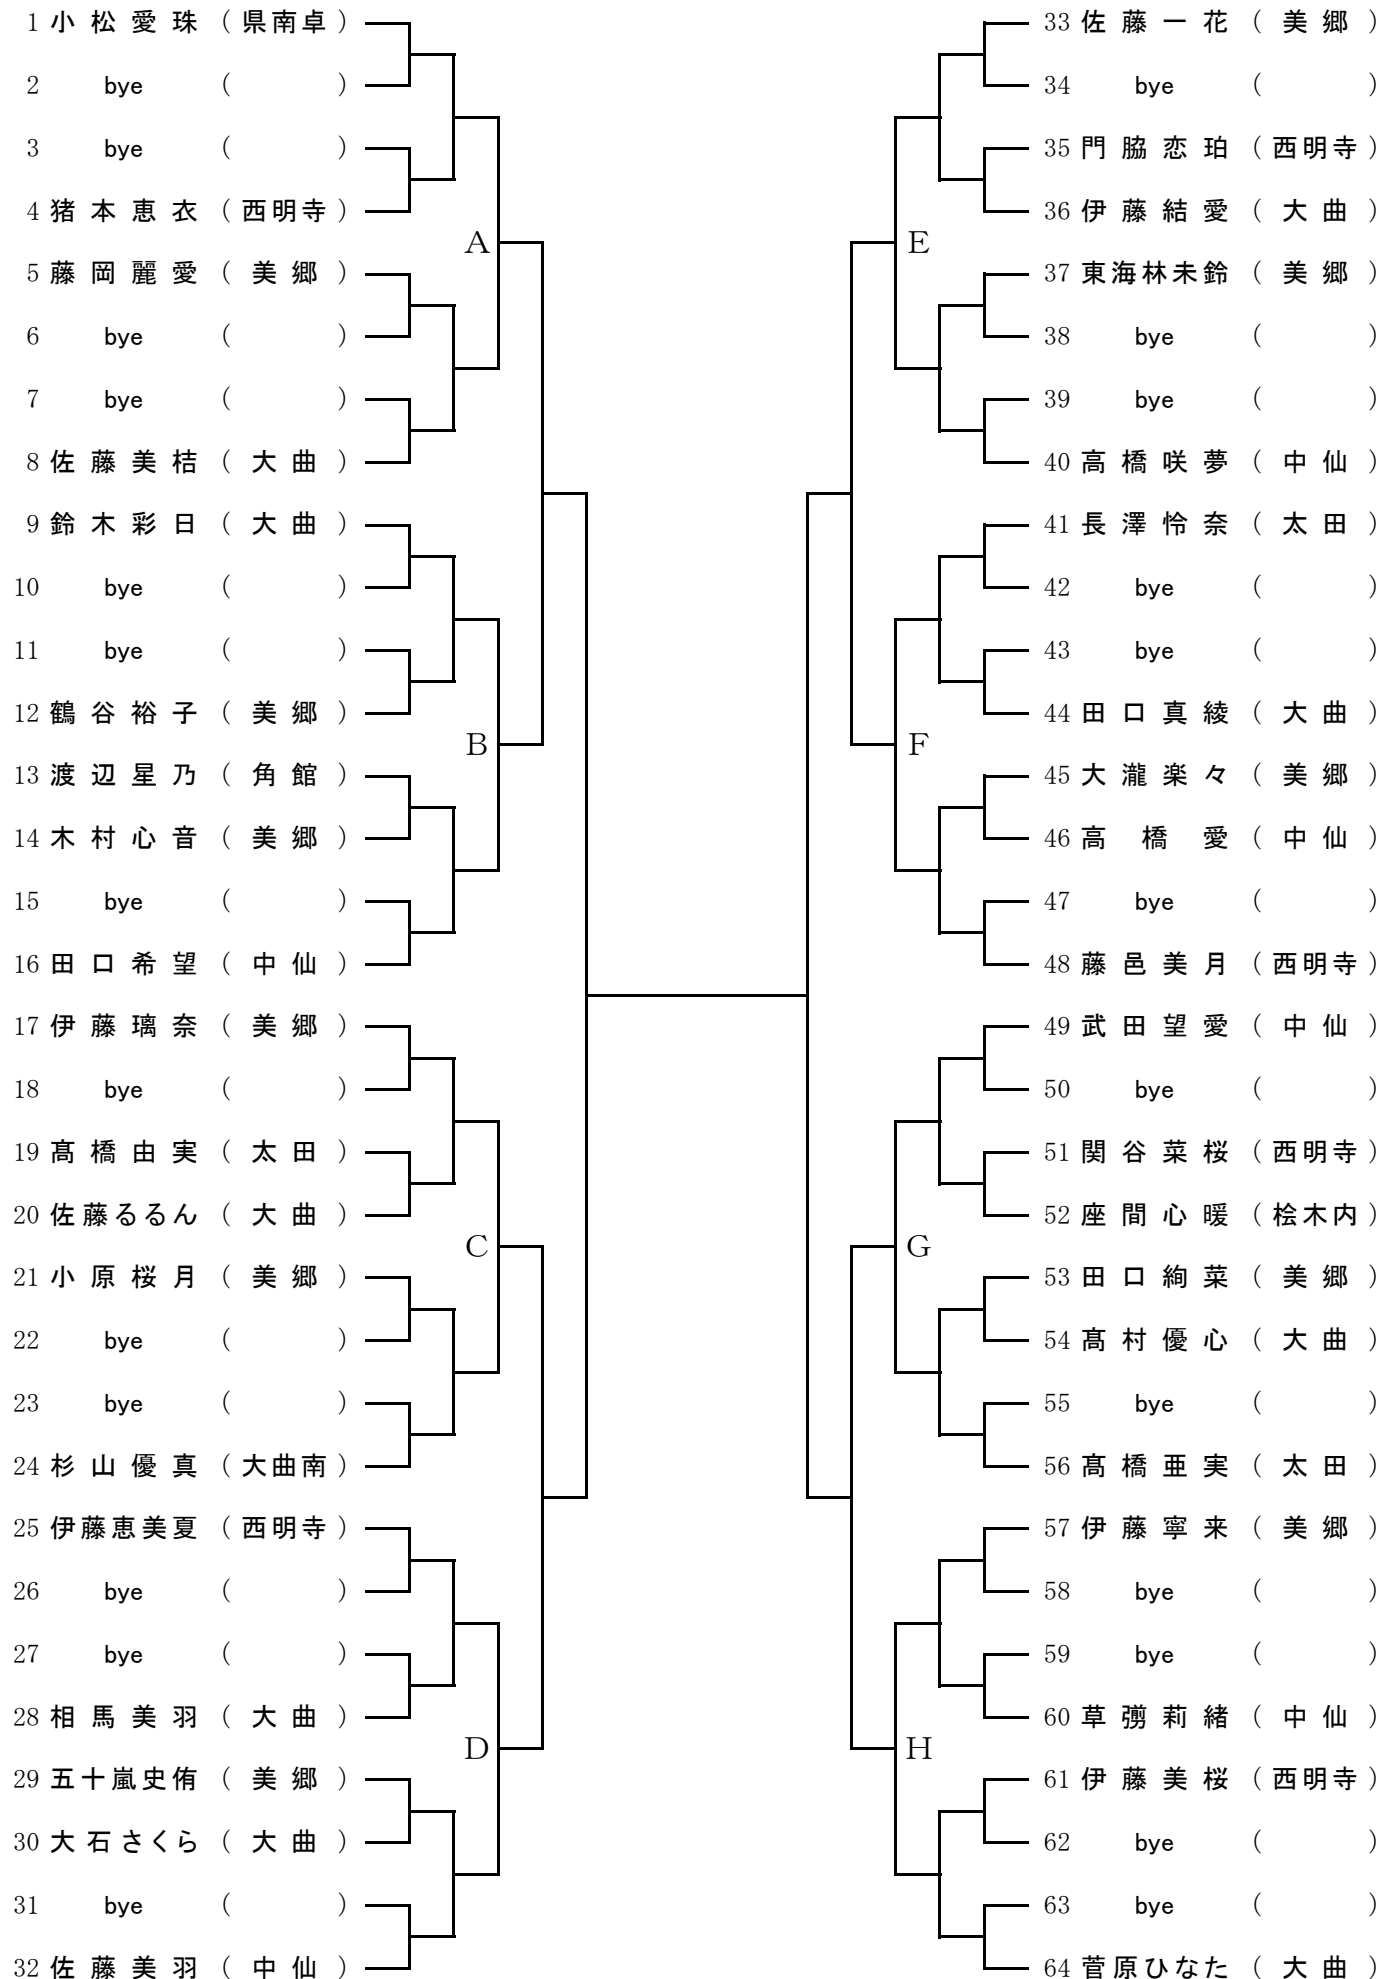 1 小松愛珠 (県南卓)
2 bye ( )
3 bye ( )
4 猪本恵衣 (西明寺)
A
5 藤岡麗愛 (美郷)
6 bye ( )
7 bye ( )
8 佐藤美桔 (大曲)
9 鈴木彩日 (大曲)
10 bye ( )
11 bye ( )
12 鶴谷裕子 (美郷)
B
13 渡辺星乃 (角館)
14 木村心音 (美郷)
15 bye ( )
16 田口希望 (中仙)
17 伊藤璃奈 (美郷)
18 bye ( )
19 髙橋由実 (太田)
20 佐藤るるん (大曲)
C
21 小原桜月 (美郷)
22 bye ( )
23 bye ( )
24 杉山優真 (大曲南)
25 伊藤恵美夏 (西明寺)
26 bye ( )
27 bye ( )
28 相馬美羽 (大曲)
D
29 五十嵐史侑 (美郷)
30 大石さくら (大曲)
31 bye ( )
32 佐藤美羽 (中仙)
33 佐藤一花 (美郷)
34 bye ( )
35 門脇恋珀 (西明寺)
36 伊藤結愛 (大曲)
E
37 東海林未鈴 (美郷)
38 bye ( )
39 bye ( )
40 高橋咲夢 (中仙)
41 長澤怜奈 (太田)
42 bye ( )
43 bye ( )
44 田口真綾 (大曲)
F
45 大瀧楽々 (美郷)
46 高橋愛 (中仙)
47 bye ( )
48 藤邑美月 (西明寺)
49 武田望愛 (中仙)
50 bye ( )
51 関谷菜桜 (西明寺)
52 座間心暖 (桧木内)
G
53 田口絢菜 (美郷)
54 髙村優心 (大曲)
55 bye ( )
56 髙橋亜実 (太田)
57 伊藤寧来 (美郷)
58 bye ( )
59 bye ( )
60 草彅莉緒 (中仙)
H
61 伊藤美桜 (西明寺)
62 bye ( )
63 bye ( )
64 菅原ひなた (大曲)